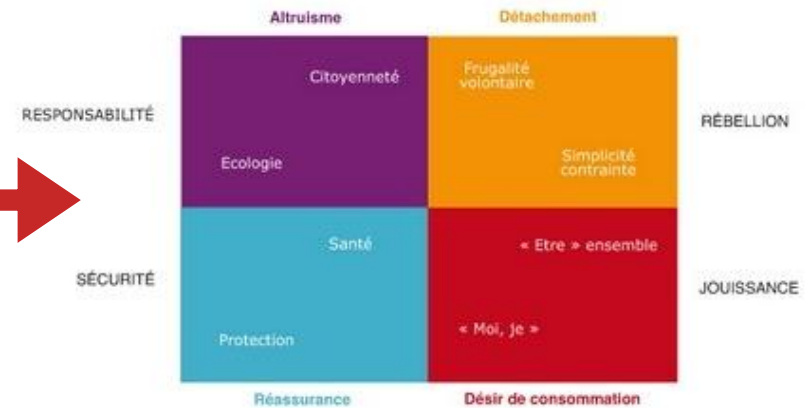 Altruisme
Détachement
RESPONSABILITÉ
Citoyenneté
Frugalité
volontaire
RÉBELLION
Ecologie
Simplicité
contrainte
SÉCURITÉ
Santé
« Etre » ensemble
JOUISSANCE
Protection
« Moi, je »
Réassurance
Désir de consommation